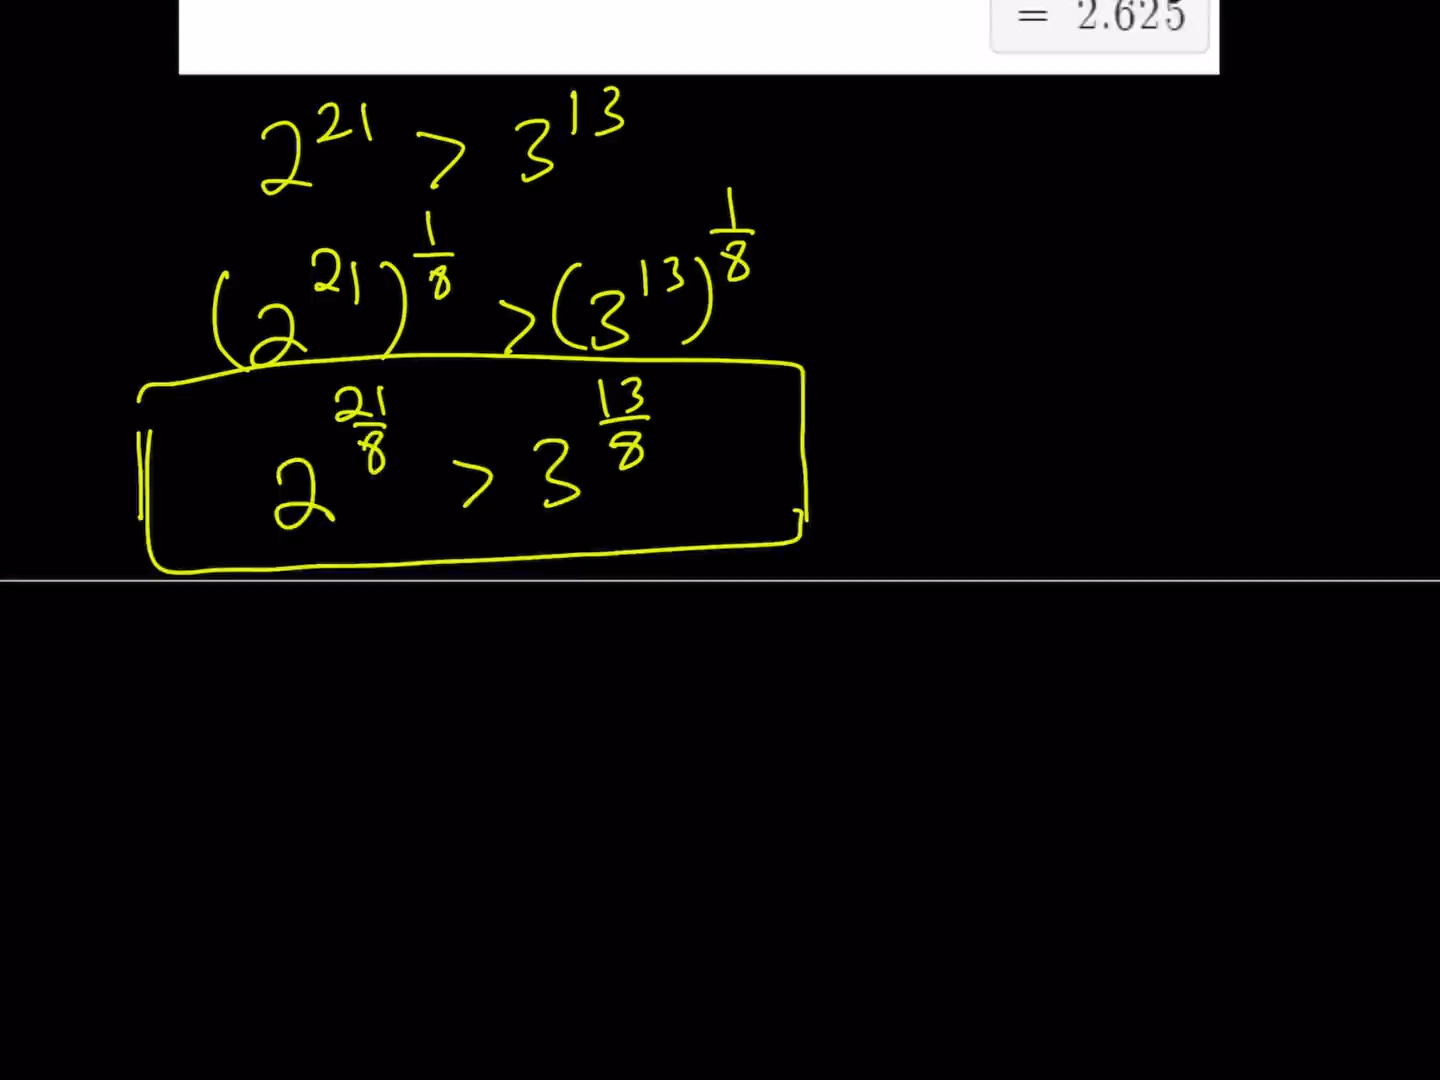 = 2.625
2^21 > 3^13
(2^21)^(1/8) > (3^13)^(1/8)
2^(21/8) > 3^(13/8)